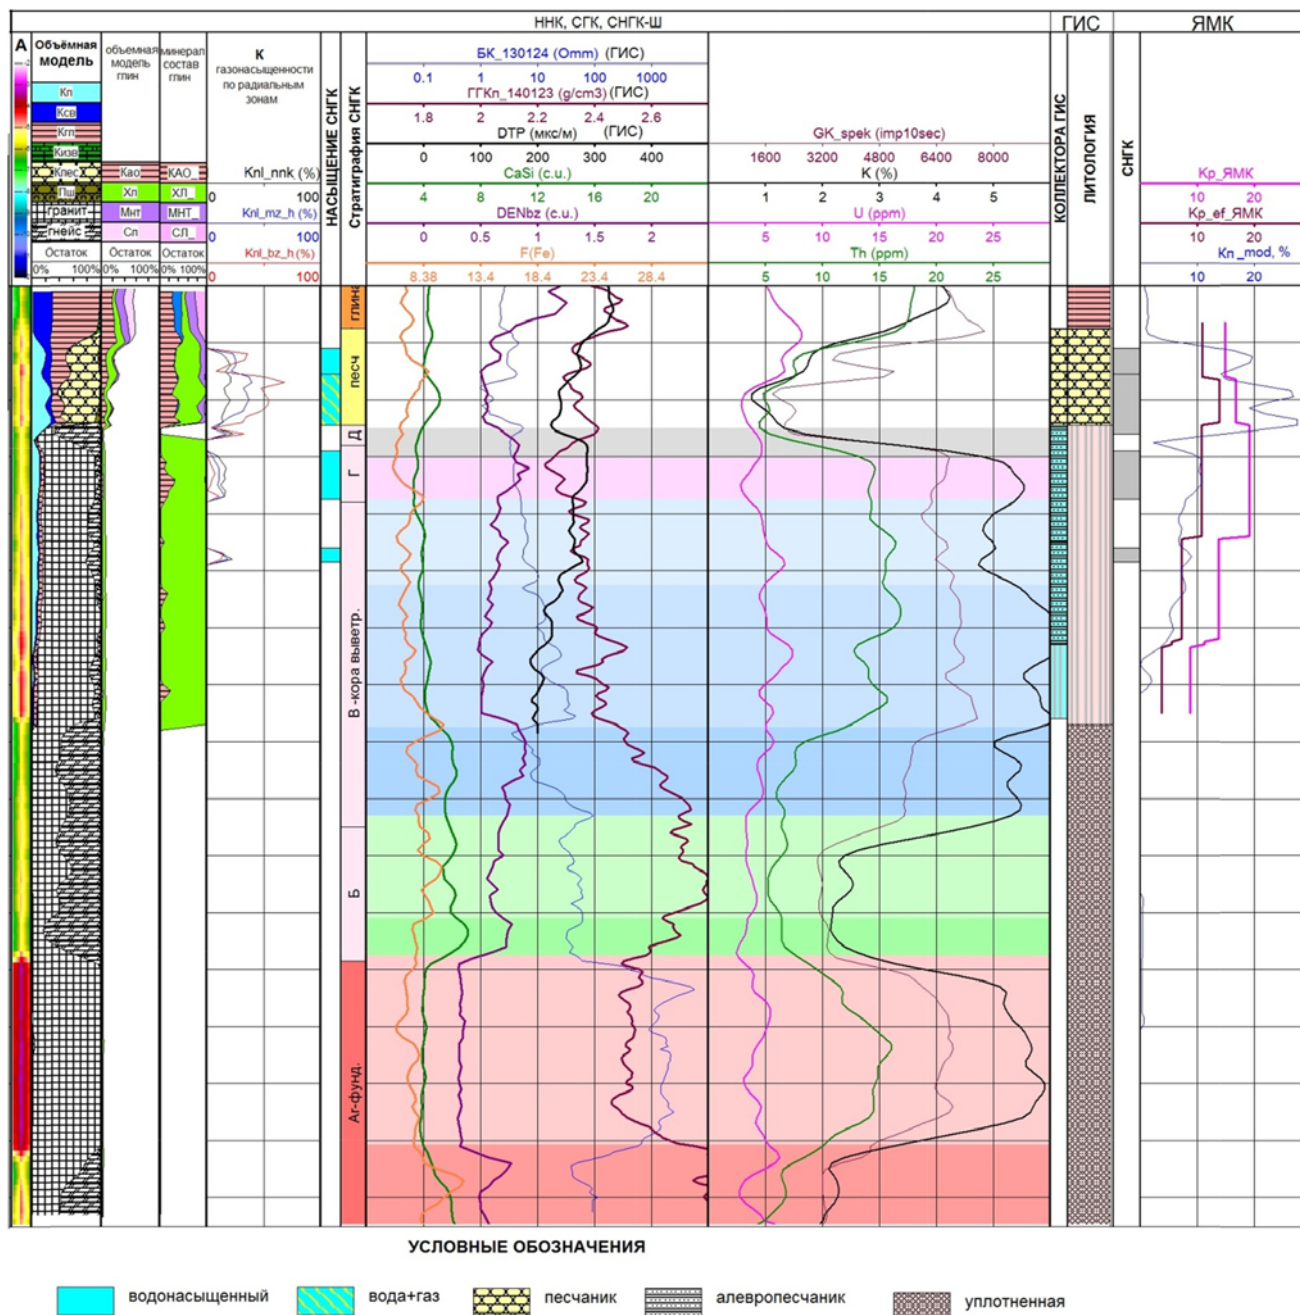 ННК, СГК, СНГК-Ш
ГИС
ЯМК
А
Объёмная модель
Кп
Ксв
Кгл
Кизв
Кпес
Пш
гранит
гнейс
Остаток
0% 100%
объемная модель глин
Као
Хл
Мнт
Сл
Остаток
0% 100%
минерал состав глин
КАО_
ХЛ_
МНТ_
СЛ_
Остаток
0% 100%
К
газонасыщенности
по радиальным
зонам
Knl_nnk (%)
0 100
Knl_mz_h (%)
0 100
Knl_bz_h (%)
0 100
НАСЫЩЕНИЕ СНГК
Стратиграфия СНГК
БК_130124 (Omm) (ГИС)
0.1 1 10 100 1000
ГГКп_140123 (g/cm3) (ГИС)
1.8 2 2.2 2.4 2.6
DTP (мкс/м) (ГИС)
0 100 200 300 400
CaSi (c.u.)
4 8 12 16 20
DENbz (c.u.)
0 0.5 1 1.5 2
F(Fe)
8.38 13.4 18.4 23.4 28.4
GK_spek (imp10sec)
1600 3200 4800 6400 8000
K (%)
1 2 3 4 5
U (ppm)
5 10 15 20 25
Th (ppm)
5 10 15 20 25
КОЛЛЕКТОРА ГИС
ЛИТОЛОГИЯ
СНГК
Кр_ЯМК
10 20
Kp_ef_ЯМК
10 20
Кп_mod, %
10 20
глина
песч
Д
Г
В -кора выветр.
Б
Аг-фунд.
УСЛОВНЫЕ ОБОЗНАЧЕНИЯ
водонасыщенный
вода+газ
песчаник
алевропесчаник
уплотненная